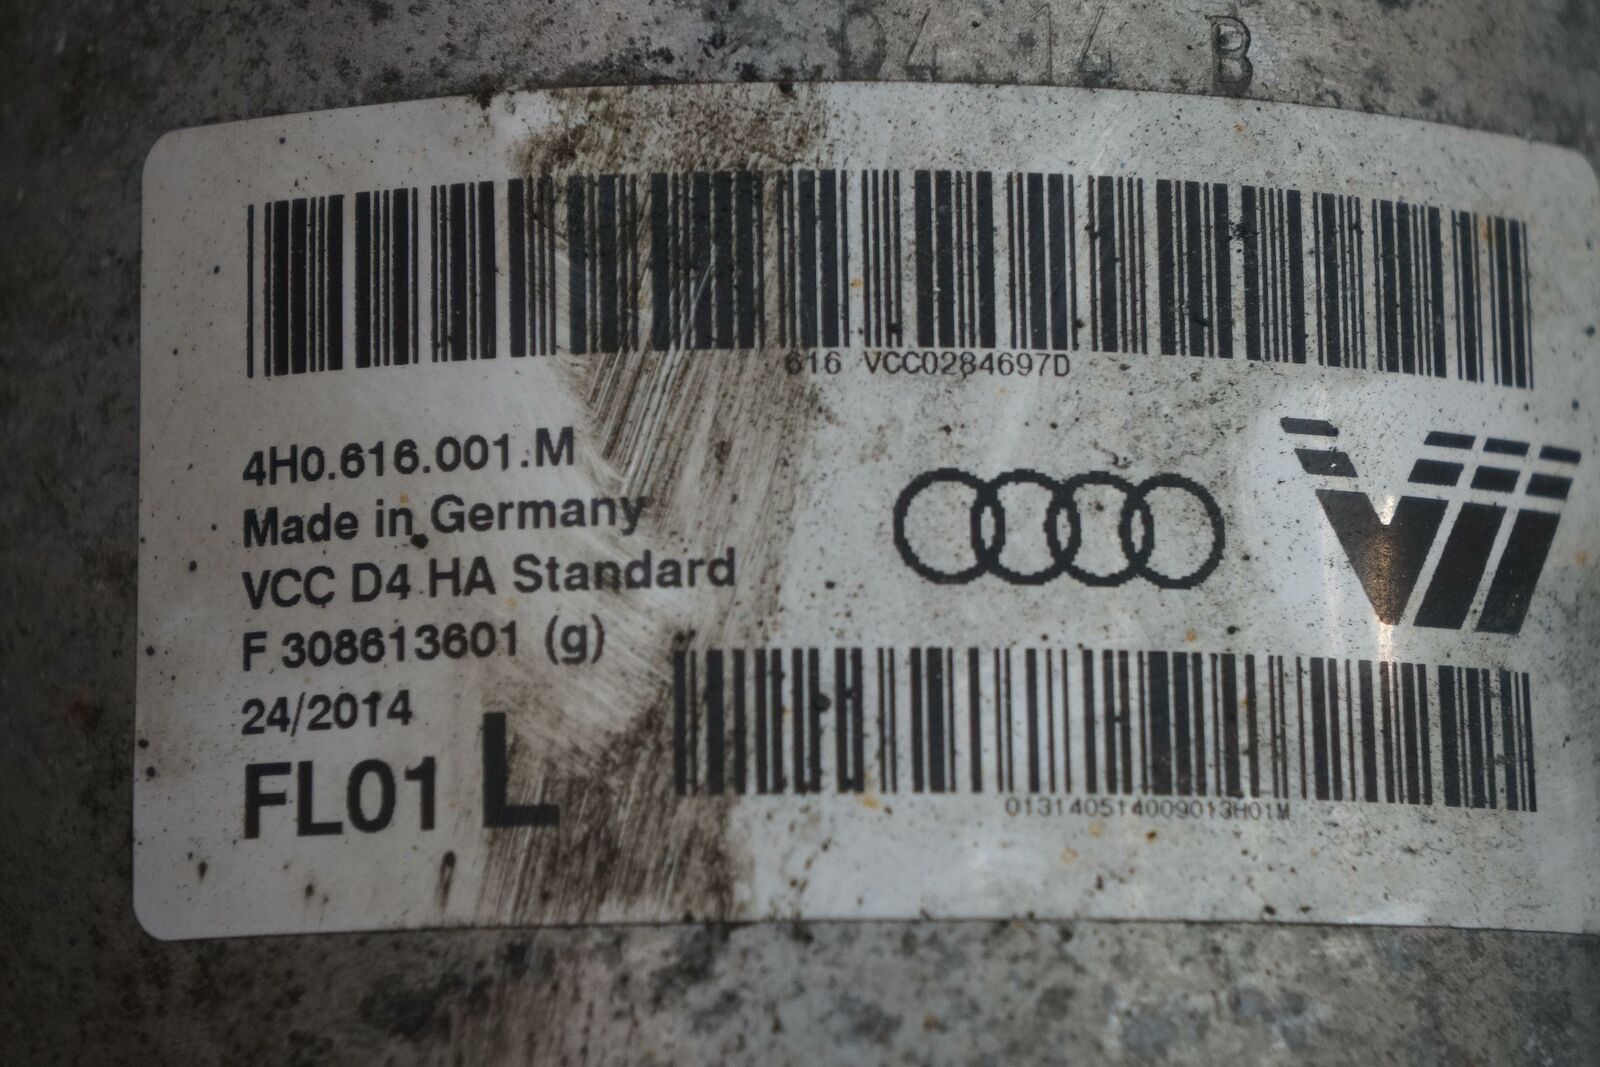 04 14 B
616 VCC0284697D
4H0.616.001.M
Made in Germany
VCC D4 HA Standard
F 308613601 (g)
24/2014
FL01 L
013140514009013H01M